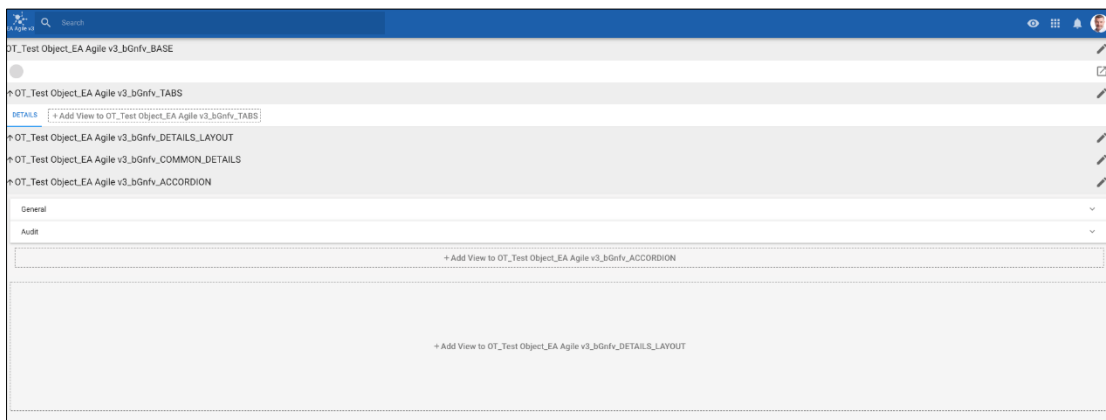 EA Agile v3
Search
OT_Test Object_EA Agile v3_bGnfv_BASE
OT_Test Object_EA Agile v3_bGnfv_TABS
DETAILS
+ Add View to OT_Test Object_EA Agile v3_bGnfv_TABS
OT_Test Object_EA Agile v3_bGnfv_DETAILS_LAYOUT
OT_Test Object_EA Agile v3_bGnfv_COMMON_DETAILS
OT_Test Object_EA Agile v3_bGnfv_ACCORDION
General
Audit
+ Add View to OT_Test Object_EA Agile v3_bGnfv_ACCORDION
+ Add View to OT_Test Object_EA Agile v3_bGnfv_DETAILS_LAYOUT